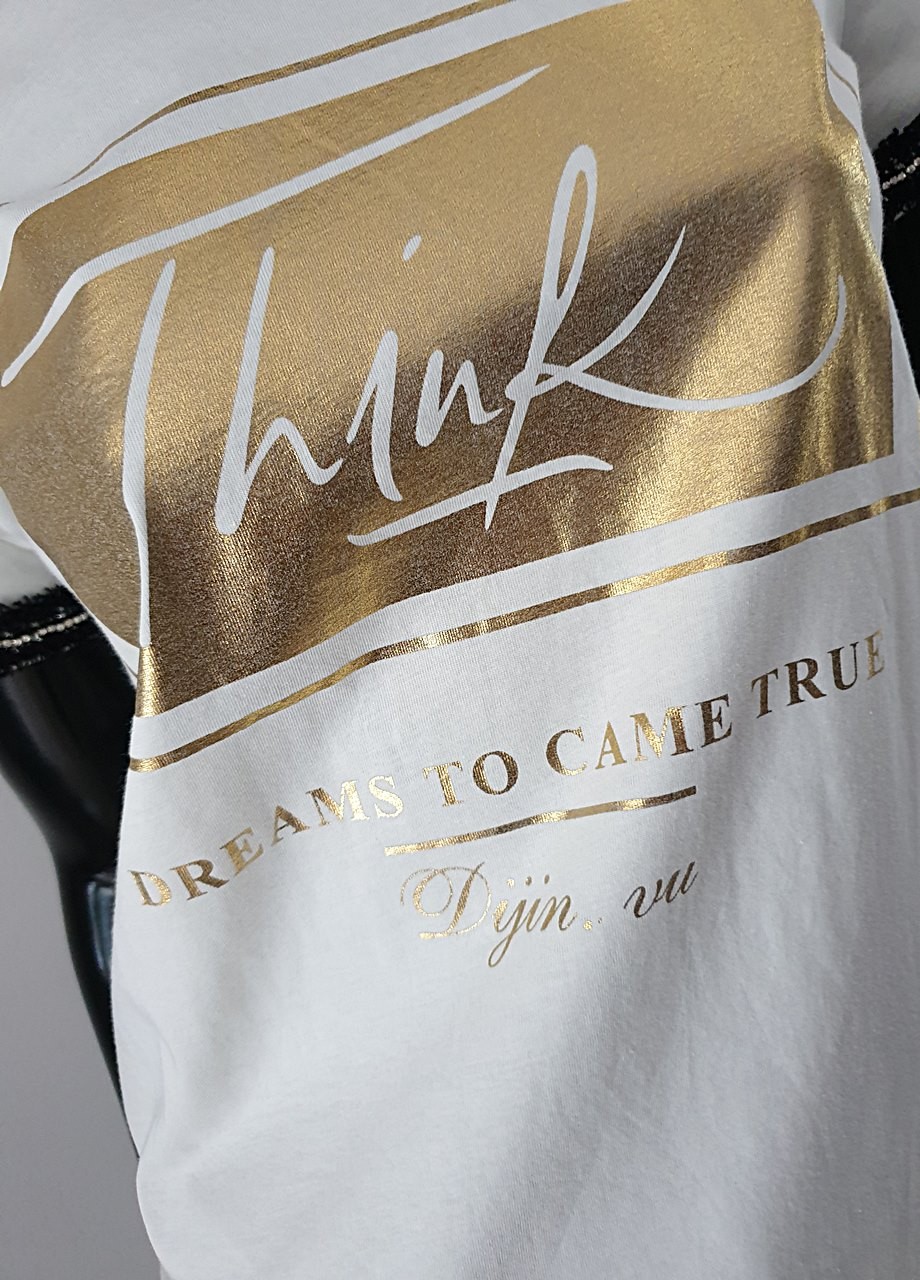 Think
DREAMS TO CAME TRUE
Dijin. vu